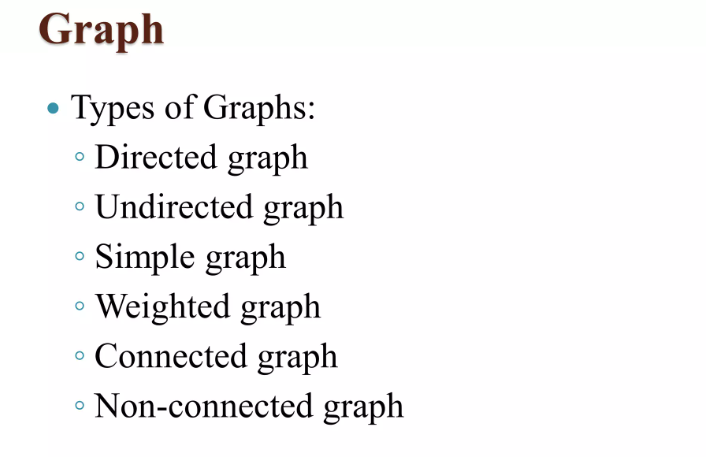 Graph
• Types of Graphs:
◦ Directed graph
◦ Undirected graph
◦ Simple graph
◦ Weighted graph
◦ Connected graph
◦ Non-connected graph